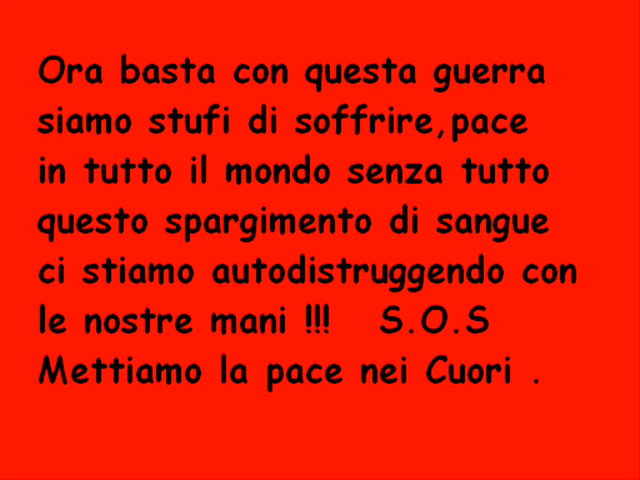 Ora basta con questa guerra
siamo stufi di soffrire,pace
in tutto il mondo senza tutto
questo spargimento di sangue
ci stiamo autodistruggendo con
le nostre mani !!! S.O.S
Mettiamo la pace nei Cuori .